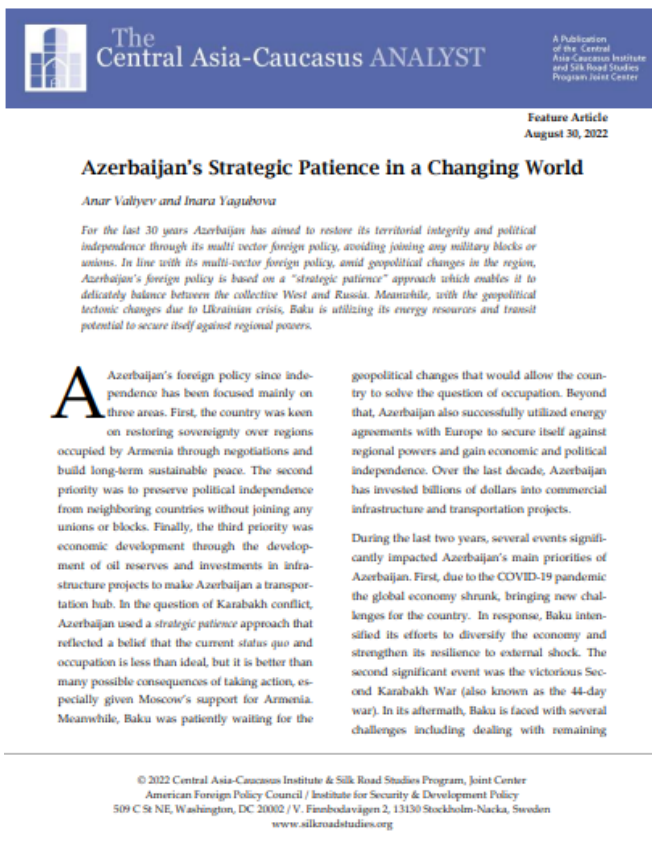 The
Central Asia-Caucasus ANALYST
A Publication
of the Central
Asia-Caucasus Institute
and Silk Road Studies
Program Joint Center
Feature Article
August 30, 2022
Azerbaijan's Strategic Patience in a Changing World
Anar Valiyev and Inara Yagubova
For the last 30 years Azerbaijan has aimed to restore its territorial integrity and political
independence through its multi vector foreign policy, avoiding joining any military blocks or
unions. In line with its multi-vector foreign policy, amid geopolitical changes in the region,
Azerbaijan's foreign policy is based on a "strategic patience" approach which enables it to
delicately balance between the collective West and Russia. Meanwhile, with the geopolitical
tectonic changes due to Ukrainian crisis, Baku is utilizing its energy resources and transit
potential to secure itself against regional powers.
A Azerbaijan's foreign policy since inde-
pendence has been focused mainly on
three areas. First, the country was keen
on restoring sovereignty over regions
occupied by Armenia through negotiations and
build long-term sustainable peace. The second
priority was to preserve political independence
from neighboring countries without joining any
unions or blocks. Finally, the third priority was
economic development through the develop-
ment of oil reserves and investments in infra-
structure projects to make Azerbaijan a transpor-
tation hub. In the question of Karabakh conflict,
Azerbaijan used a strategic patience approach that
reflected a belief that the current status quo and
occupation is less than ideal, but it is better than
many possible consequences of taking action, es-
pecially given Moscow's support for Armenia.
Meanwhile, Baku was patiently waiting for the
geopolitical changes that would allow the coun-
try to solve the question of occupation. Beyond
that, Azerbaijan also successfully utilized energy
agreements with Europe to secure itself against
regional powers and gain economic and political
independence. Over the last decade, Azerbaijan
has invested billions of dollars into commercial
infrastructure and transportation projects.
During the last two years, several events signifi-
cantly impacted Azerbaijan's main priorities of
Azerbaijan. First, due to the COVID-19 pandemic
the global economy shrunk, bringing new chal-
lenges for the country. In response, Baku inten-
sified its efforts to diversify the economy and
strengthen its resilience to external shock. The
second significant event was the victorious Sec-
ond Karabakh War (also known as the 44-day
war). In its aftermath, Baku is faced with several
challenges including dealing with remaining
© 2022 Central Asia-Caucasus Institute & Silk Road Studies Program, Joint Center
American Foreign Policy Council / Institute for Security & Development Policy
509 C St NE, Washington, DC 20002 / V. Finnbodavägen 2, 13130 Stockholm-Nacka, Sweden
www.silkroadstudies.org